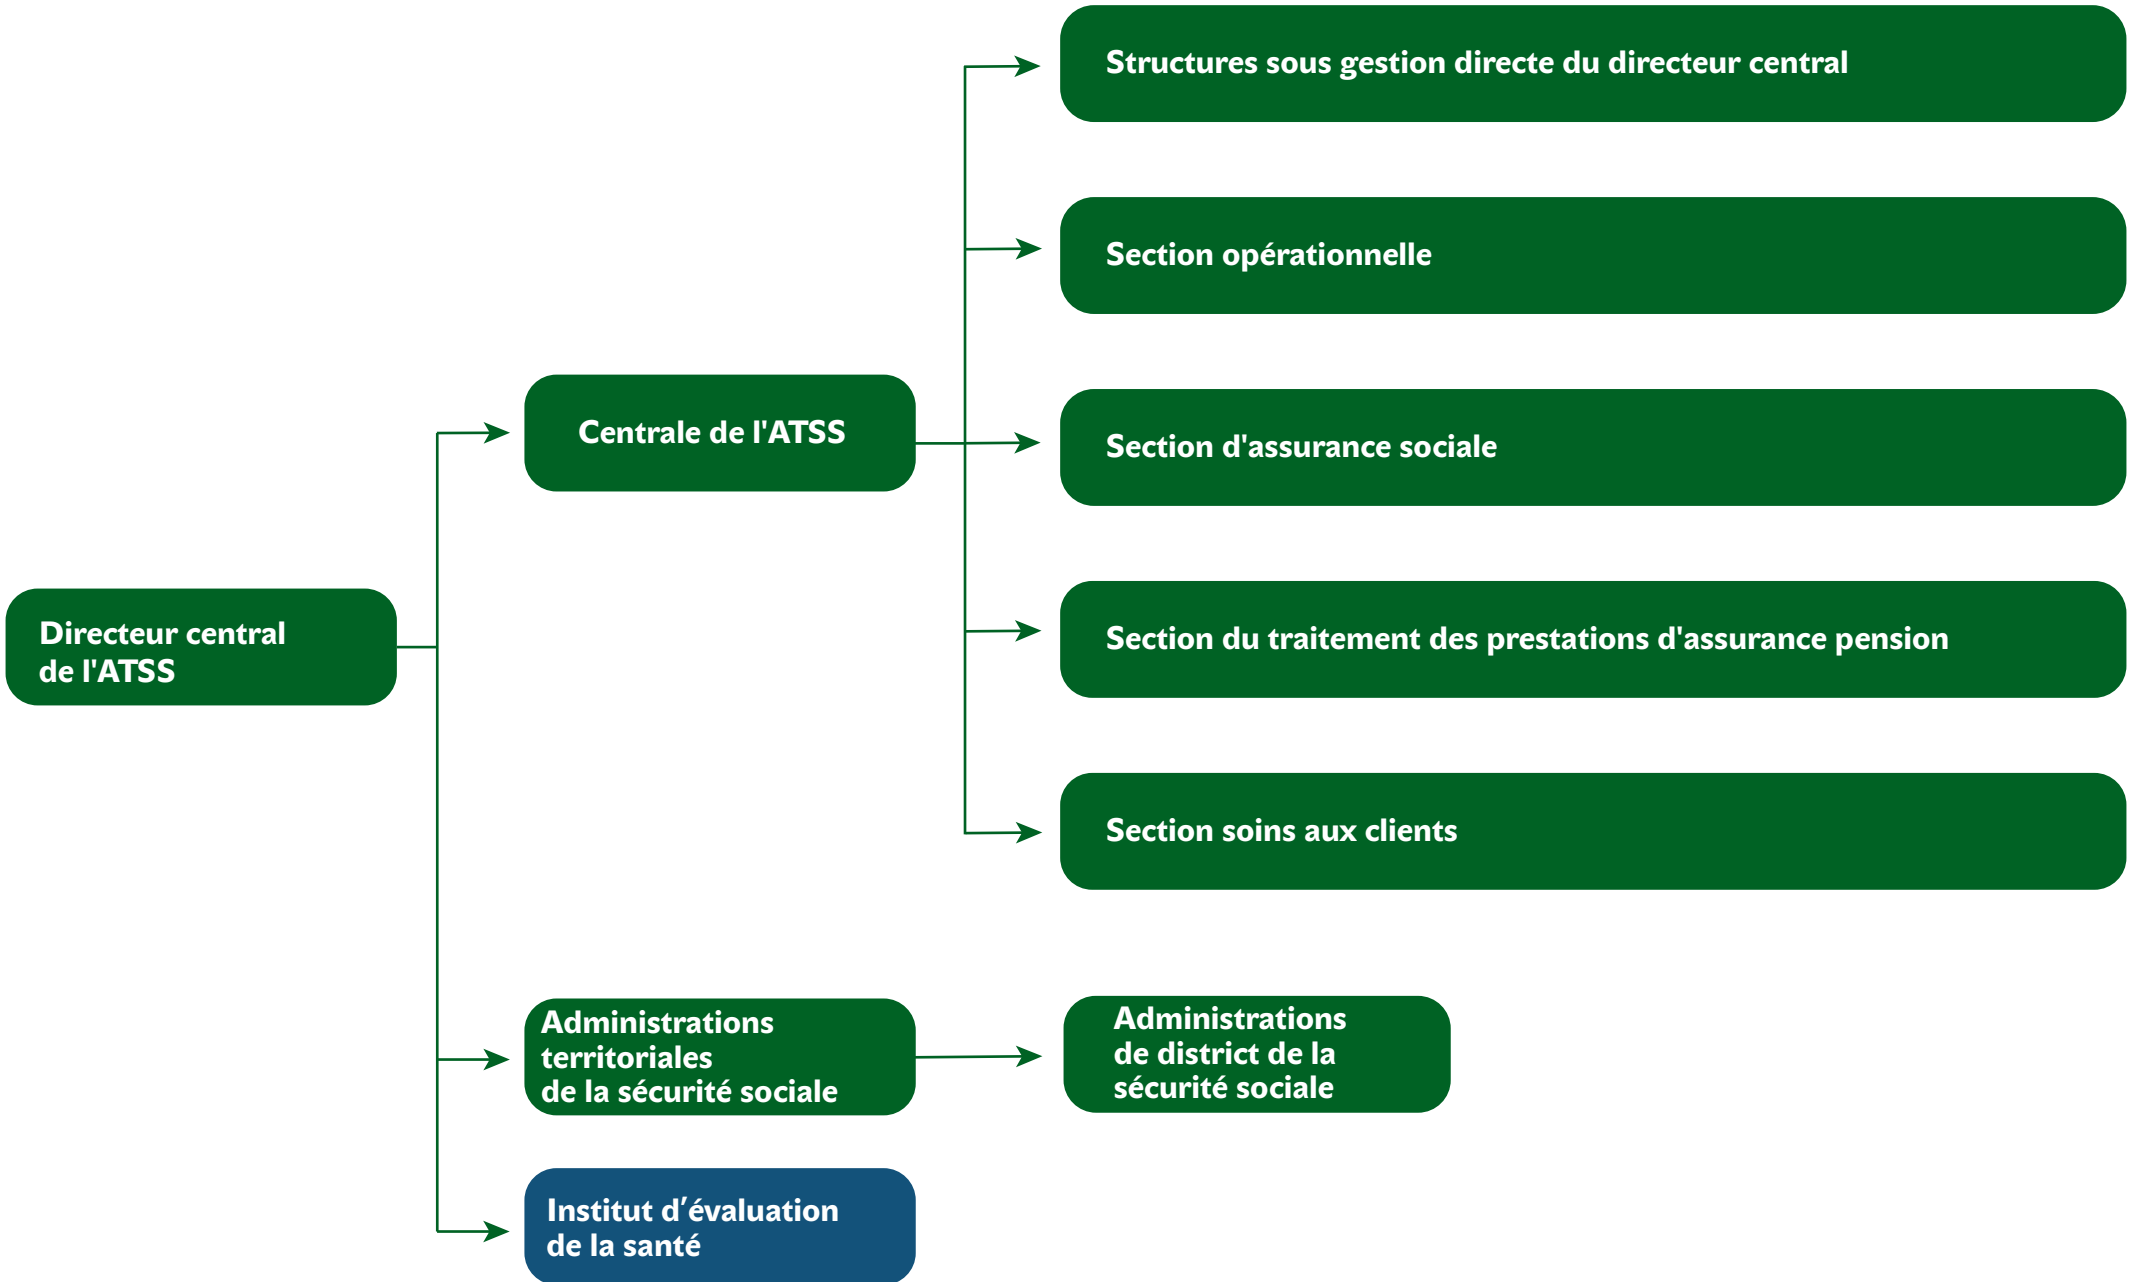 Structures sous gestion directe du directeur central
Section opérationnelle
Centrale de l'ATSS
Section d'assurance sociale
Directeur central
de l'ATSS
Section du traitement des prestations d'assurance pension
Section soins aux clients
Administrations
territoriales
de la sécurité sociale
Administrations
de district de la
sécurité sociale
Institut d’évaluation
de la santé